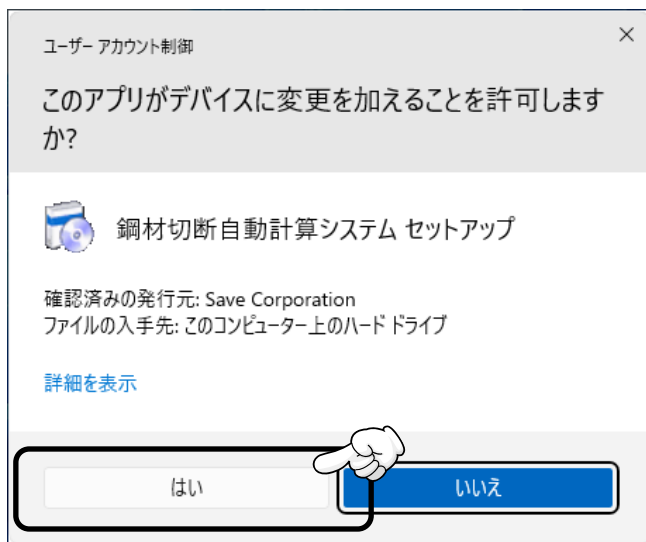 ユーザー アカウント制御
このアプリがデバイスに変更を加えることを許可します
か?
鋼材切断自動計算システム セットアップ
確認済みの発行元: Save Corporation
ファイルの入手先: このコンピューター上のハード ドライブ
詳細を表示
はい
いいえ